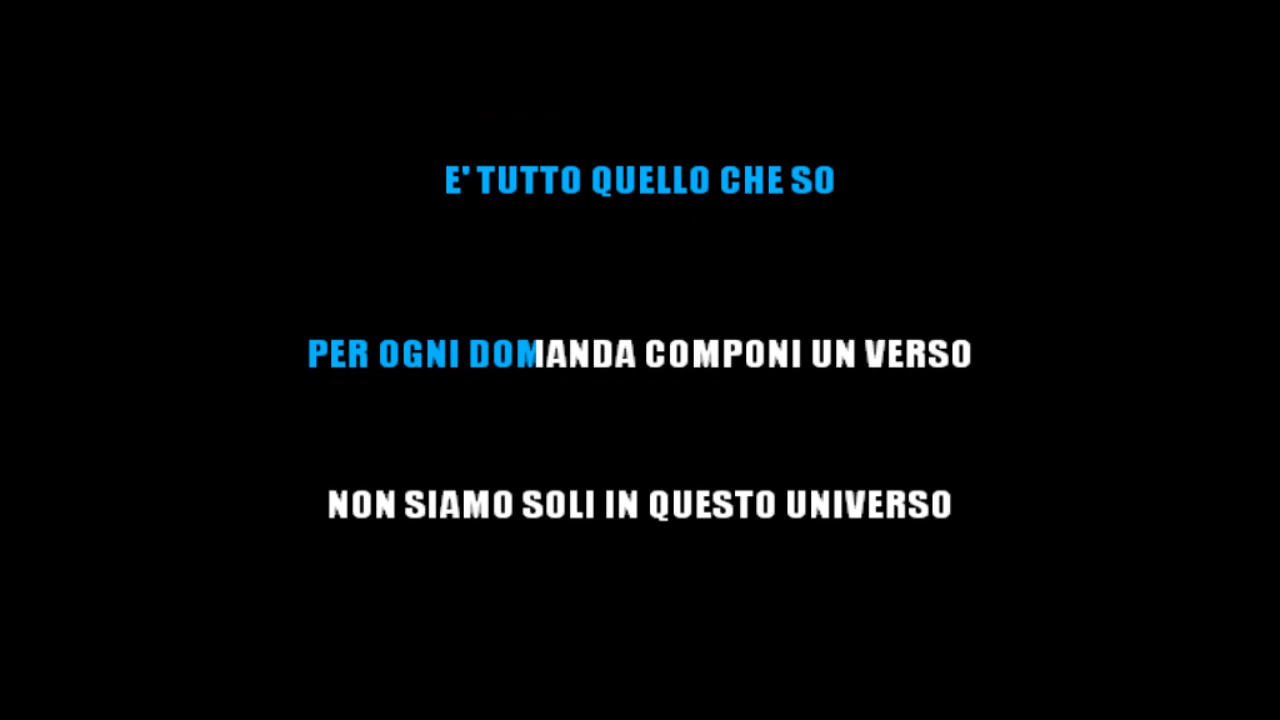 E' TUTTO QUELLO CHE SO
PER OGNI DOMANDA COMPONI UN VERSO
NON SIAMO SOLI IN QUESTO UNIVERSO